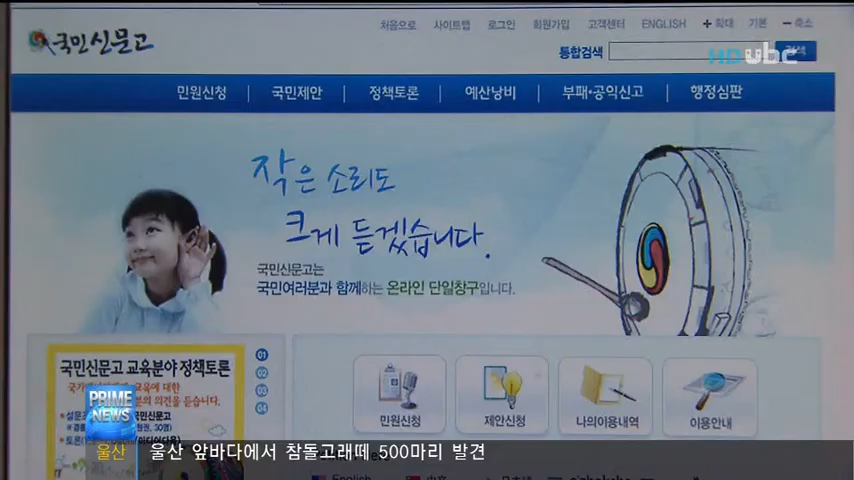 처음으로 사이트맵 로그인 회원가입 고객센터 ENGLISH + 확대 기본 - 축소
국민신문고
통합검색 검색
HD ubc
민원신청 국민제안 정책토론 예산낭비 부패·공익신고 행정심판
작은 소리도
크게 듣겠습니다.
국민신문고는
국민여러분과 함께하는 온라인 단일창구입니다.
국민신문고 교육분야 정책토론
01
02
03
04
민원신청 제안신청 나의이용내역 이용안내
PRIME
NEWS
울산 울산 앞바다에서 참돌고래떼 500마리 발견
English 中文